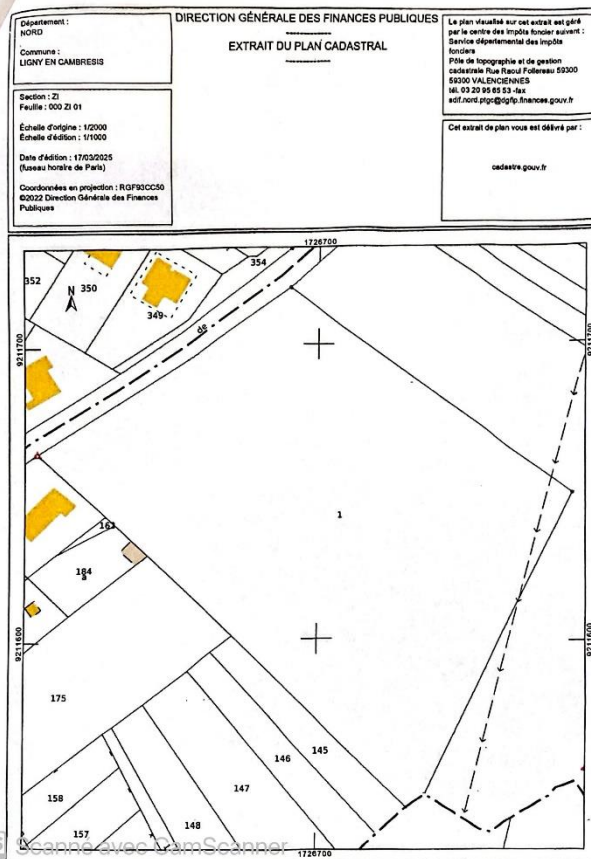 Département :
NORD
Commune :
LIGNY EN CAMBRESIS
Section : ZI
Feuille : 000 ZI 01
Échelle d'origine : 1/2000
Échelle d'édition : 1/1000
Date d'édition : 17/03/2025
(fuseau horaire de Paris)
Coordonnées en projection : RGF93CC50
©2022 Direction Générale des Finances
Publiques
DIRECTION GÉNÉRALE DES FINANCES PUBLIQUES
EXTRAIT DU PLAN CADASTRAL
Le plan visualisé sur cet extrait est géré
par le centre des impôts foncier suivant :
Service départemental des impôts
fonciers
Pôle de topographie et de gestion
cadastrale Rue Raoul Follereau 59300
59300 VALENCIENNES
tél. 03 20 95 65 53 -fax
sdif.nord.ptgc@dgfip.finances.gouv.fr
Cet extrait de plan vous est délivré par :
cadastre.gouv.fr
1726700
352
350
N
349
354
de
9211700
9211700
1
162
184
a
9211600
9211600
175
145
146
147
148
158
157
1726700
Scanné avec CamScanner